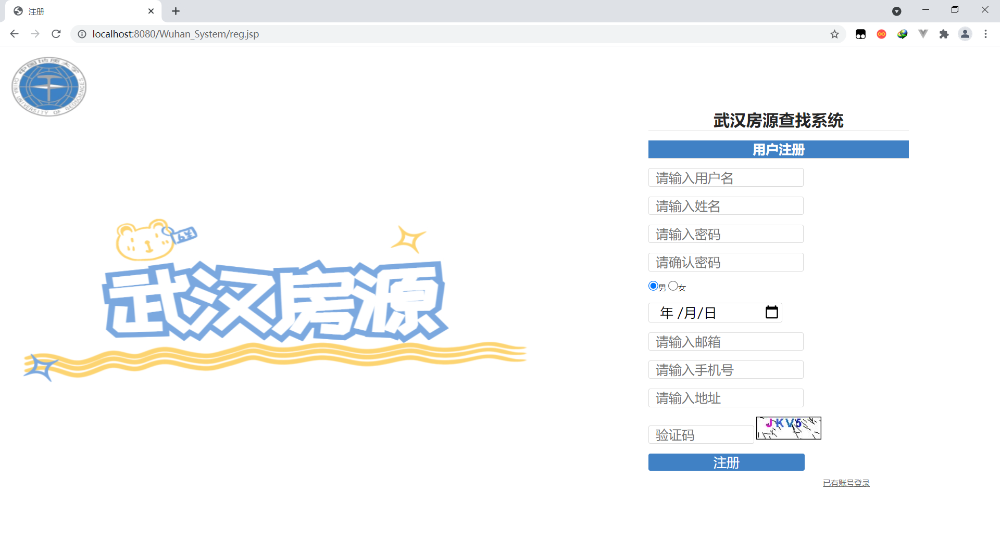 注册
localhost:8080/Wuhan_System/reg.jsp
中国地质大学
CHINA UNIVERSITY OF GEOSCIENCES
武汉房源查找系统
用户注册
请输入用户名
请输入姓名
请输入密码
请确认密码
男 女
年 /月/日
请输入邮箱
请输入手机号
请输入地址
验证码 JKV5
注册
已有账号登录
武汉房源